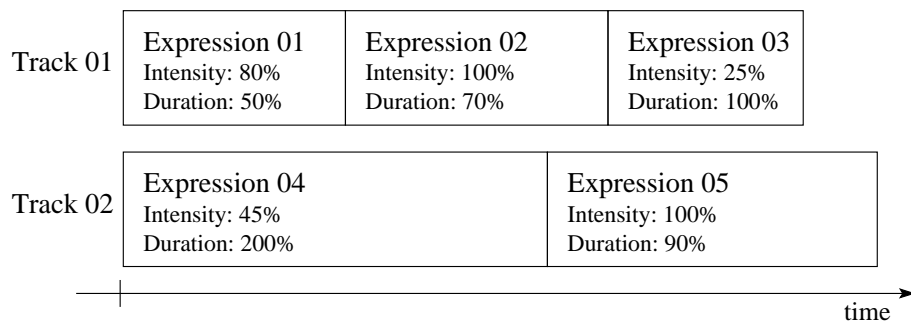 Track 01
Expression 01
Intensity: 80%
Duration: 50%
Expression 02
Intensity: 100%
Duration: 70%
Expression 03
Intensity: 25%
Duration: 100%
Track 02
Expression 04
Intensity: 45%
Duration: 200%
Expression 05
Intensity: 100%
Duration: 90%
time